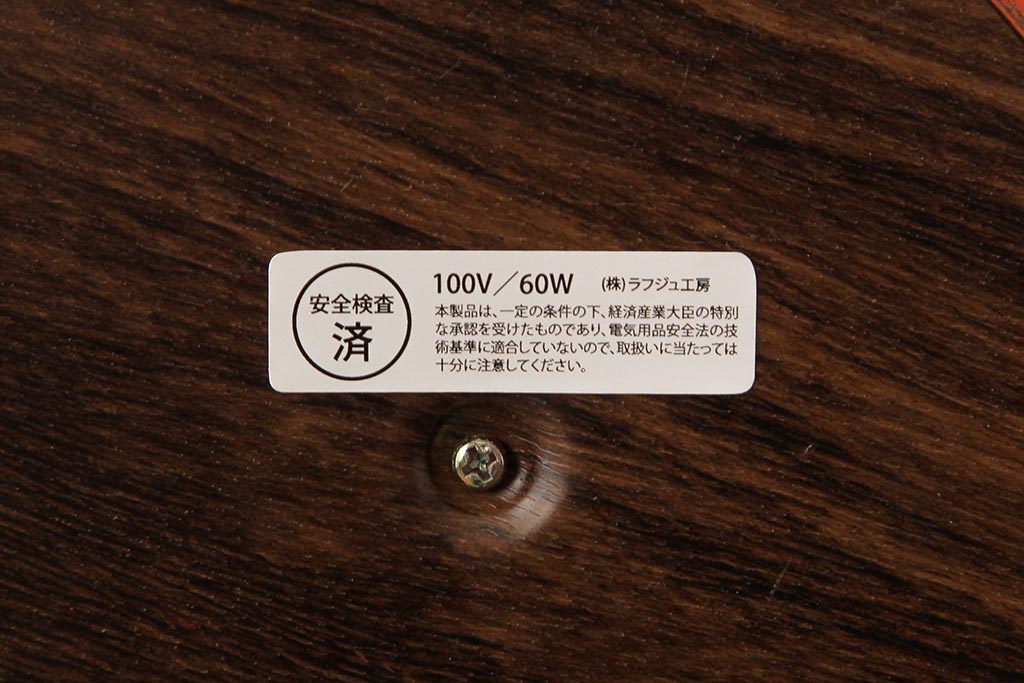 安全検査
済
100V／60W (株)ラフジュ工房
本製品は、一定の条件の下、経済産業大臣の特別
な承認を受けたものであり、電気用品安全法の技
術基準に適合していないので、取扱いに当たっては
十分に注意してください。